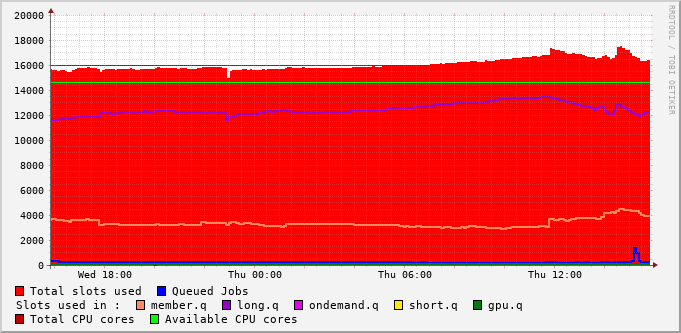 20000
18000
16000
14000
12000
10000
8000
6000
4000
2000
0
Wed 18:00 Thu 00:00 Thu 06:00 Thu 12:00
RRDTOOL / TOBI OETIKER
Total slots used Queued Jobs
Slots used in : member.q long.q ondemand.q short.q gpu.q
Total CPU cores Available CPU cores